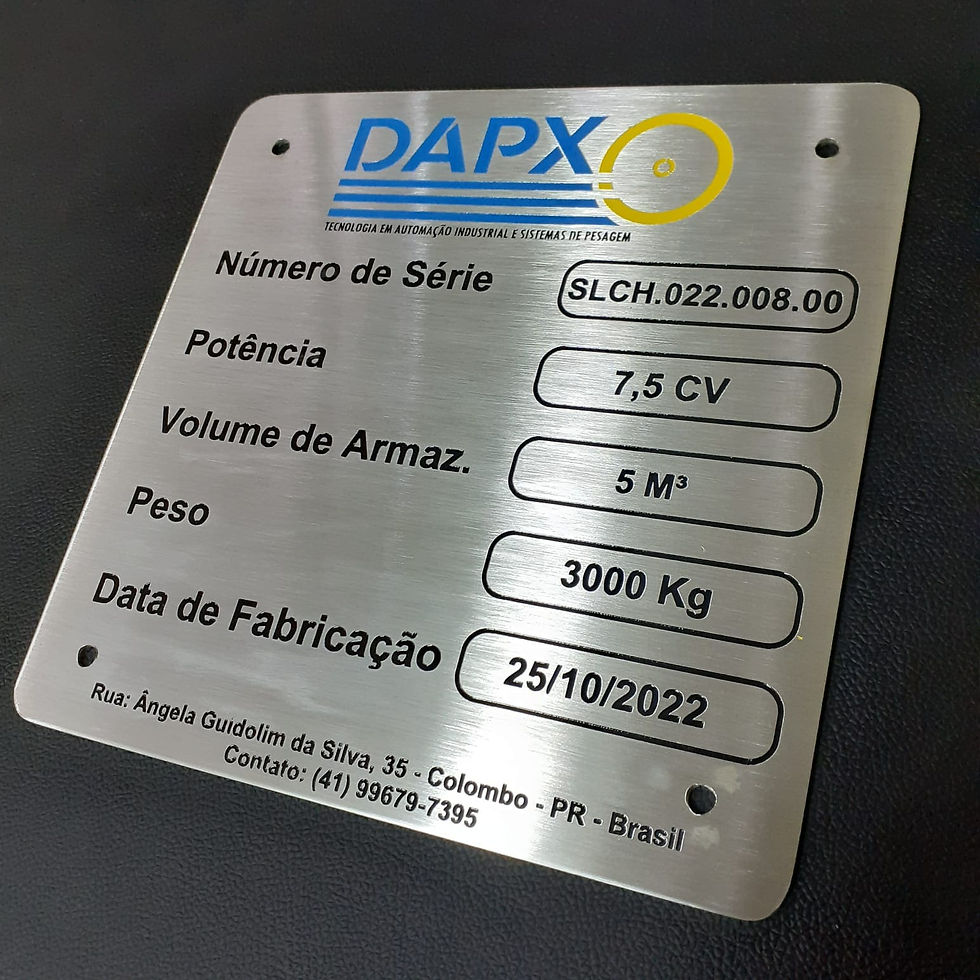 DAPXO
TECNOLOGIA EM AUTOMAÇÃO INDUSTRIAL E SISTEMAS DE PESAGEM
Número de Série SLCH.022.008.00
Potência 7,5 CV
Volume de Armaz. 5 M³
Peso 3000 Kg
Data de Fabricação 25/10/2022
Rua: Ângela Guidolim da Silva, 35 - Colombo - PR - Brasil
Contato: (41) 99679-7395